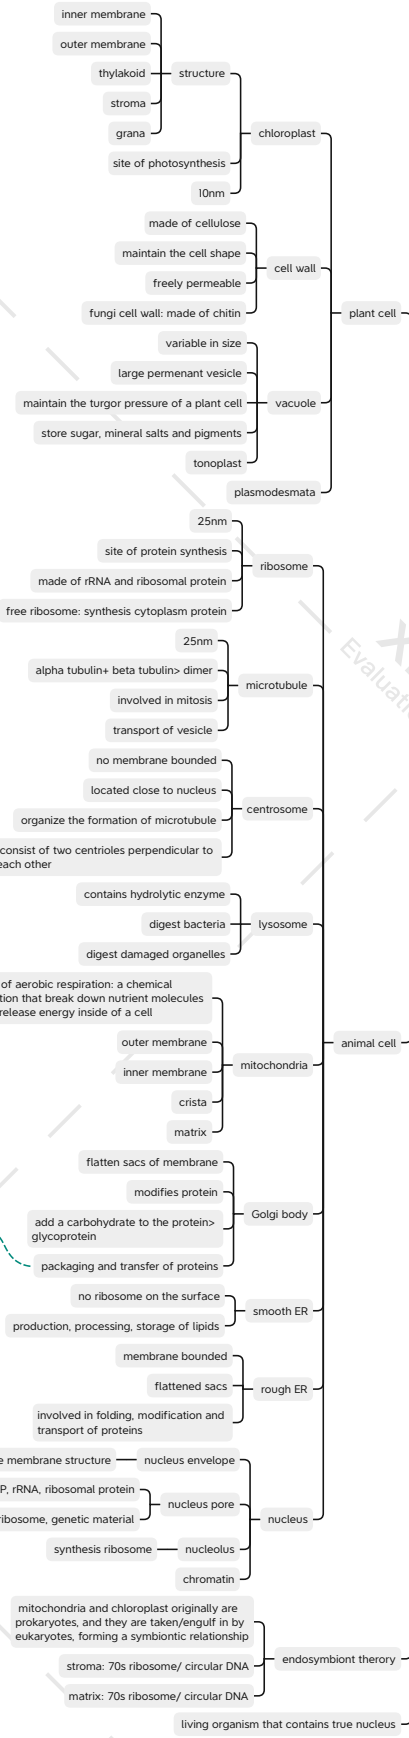 inner membrane
outer membrane
thylakoid
stroma
grana
structure
site of photosynthesis
10nm
chloroplast
made of cellulose
maintain the cell shape
freely permeable
fungi cell wall: made of chitin
cell wall
variable in size
large permenant vesicle
maintain the turgor pressure of a plant cell
store sugar, mineral salts and pigments
tonoplast
vacuole
plasmodesmata
plant cell
25nm
site of protein synthesis
made of rRNA and ribosomal protein
free ribosome: synthesis cytoplasm protein
ribosome
25nm
alpha tubulin+ beta tubulin> dimer
involved in mitosis
transport of vesicle
microtubule
no membrane bounded
located close to nucleus
organize the formation of microtubule
consist of two centrioles perpendicular to
each other
centrosome
contains hydrolytic enzyme
digest bacteria
digest damaged organelles
lysosome
of aerobic respiration: a chemical
tion that break down nutrient molecules
release energy inside of a cell
outer membrane
inner membrane
crista
matrix
mitochondria
flatten sacs of membrane
modifies protein
add a carbohydrate to the protein>
glycoprotein
packaging and transfer of proteins
Golgi body
no ribosome on the surface
production, processing, storage of lipids
smooth ER
membrane bounded
flattened sacs
involved in folding, modification and
transport of proteins
rough ER
membrane structure
nucleus envelope
P, rRNA, ribosomal protein
ribosome, genetic material
nucleus pore
synthesis ribosome
nucleolus
chromatin
nucleus
animal cell
mitochondria and chloroplast originally are
prokaryotes, and they are taken/engulf in by
eukaryotes, forming a symbiotic relationship
stroma: 70s ribosome/ circular DNA
matrix: 70s ribosome/ circular DNA
endosymbiont therory
living organism that contains true nucleus